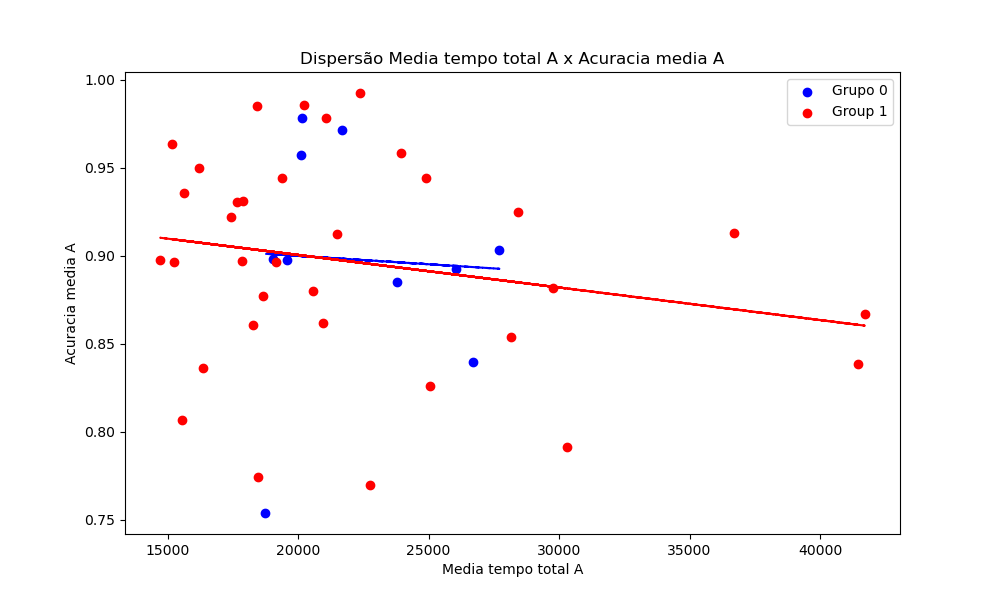 Dispersão Media tempo total A x Acuracia media A
Grupo 0
Group 1
Acuracia media A
1.00
0.95
0.90
0.85
0.80
0.75
15000 20000 25000 30000 35000 40000
Media tempo total A